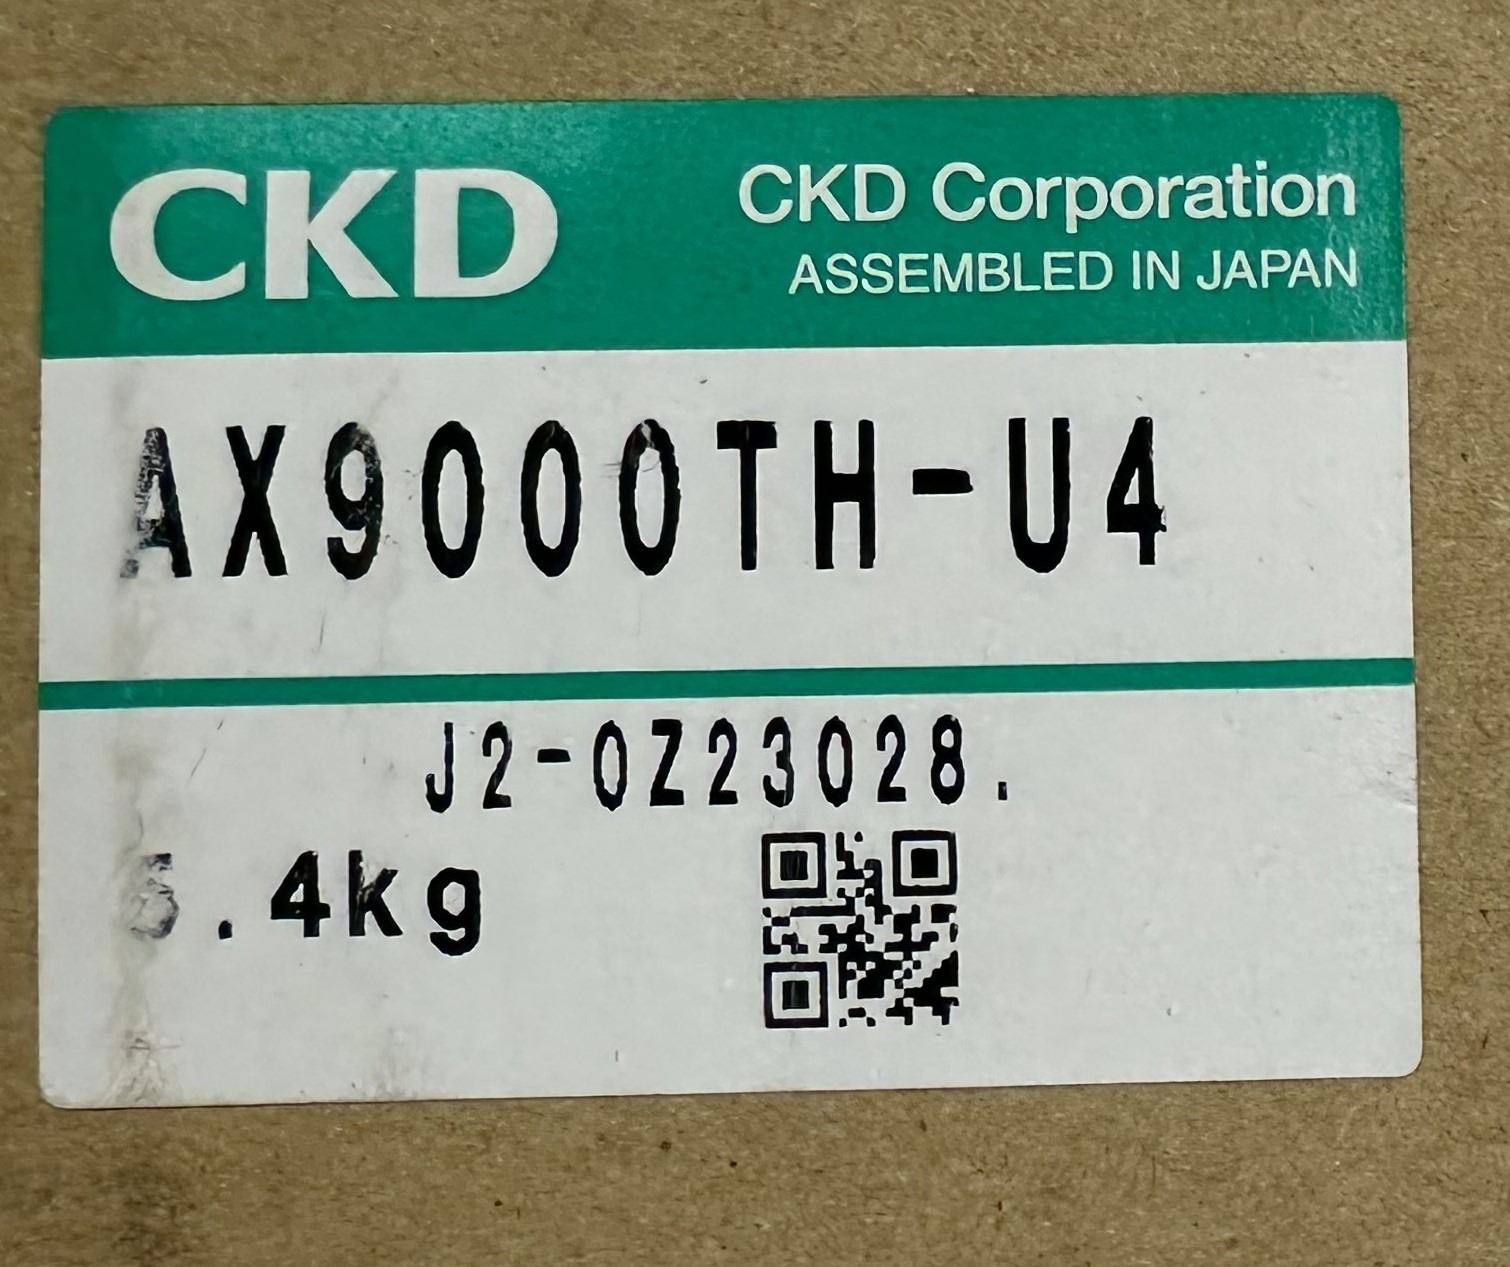 CKD
CKD Corporation
ASSEMBLED IN JAPAN
AX9000TH-U4
J2-0Z23028.
.4kg